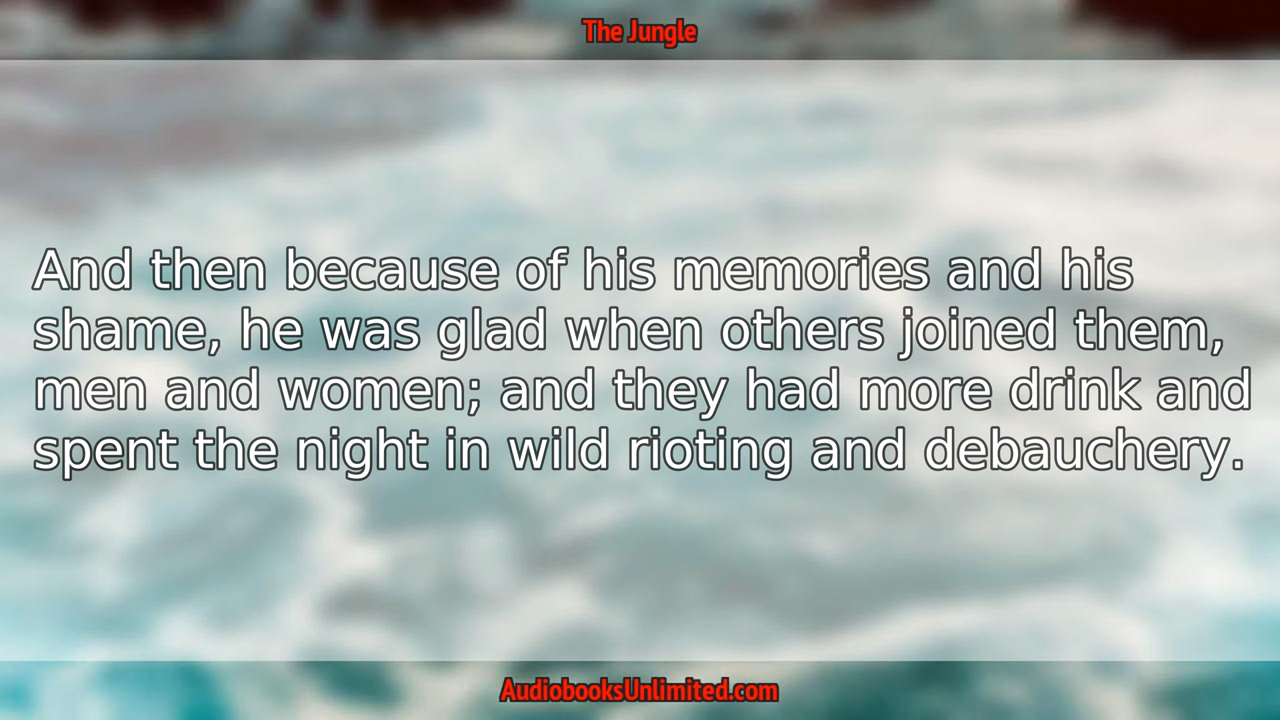 The Jungle
And then because of his memories and his
shame, he was glad when others joined them,
men and women; and they had more drink and
spent the night in wild rioting and debauchery.
AudiobooksUnlimited.com